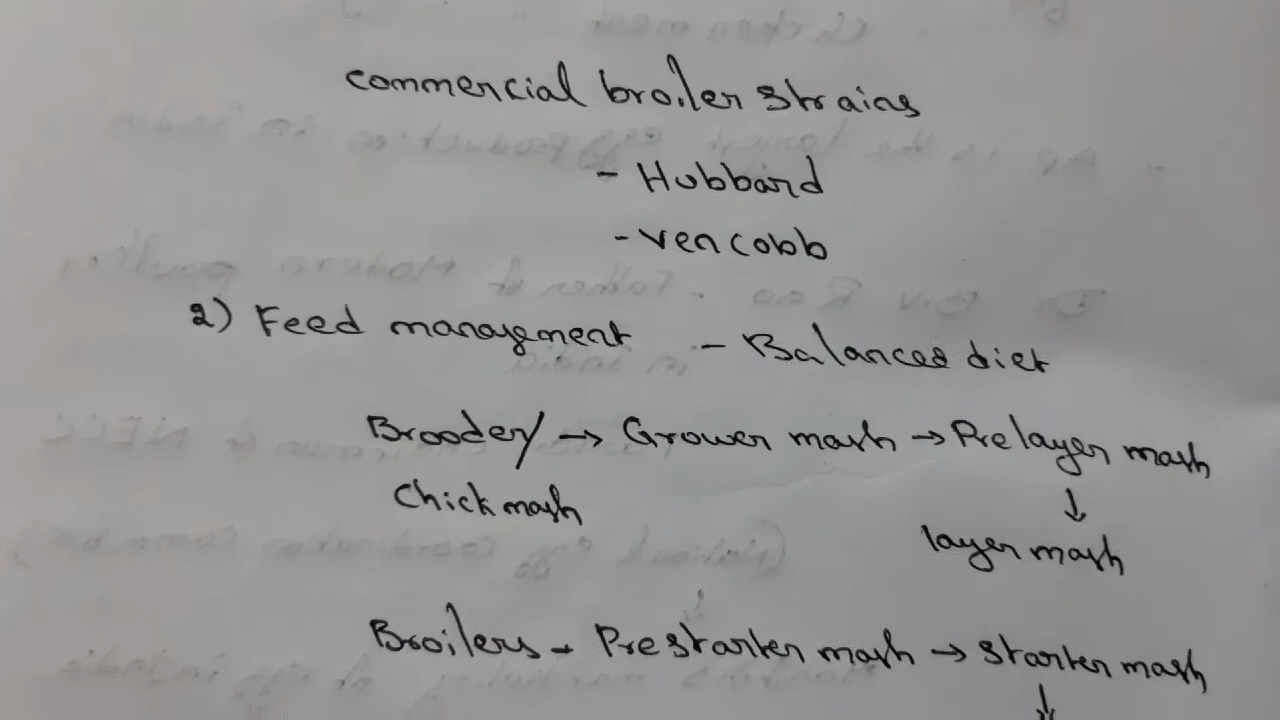 commercial broiler strains
- Hubbard
- Vencobb
2) Feed management - Balanced diet
Brooder/ → Grower mash → Prelayer mash
Chick mash
↓
layer mash
Broilers - Prestarter mash → Starter mash
↓